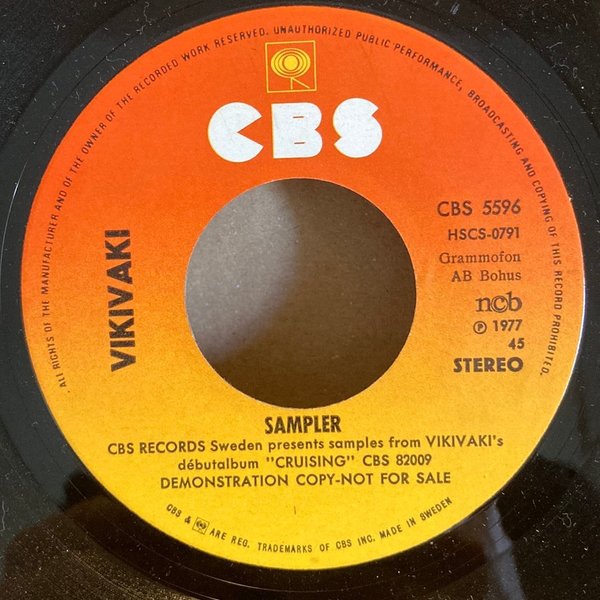 ALL RIGHTS OF THE MANUFACTURER AND OF THE OWNER OF THE RECORDED WORK RESERVED. UNAUTHORIZED PUBLIC PERFORMANCE, BROADCASTING AND COPYING OF THIS RECORD PROHIBITED.
CBS
VIKIVAKI
CBS 5596
HSCS-0791
Grammofon
AB Bohus
ncb
℗ 1977
45
STEREO
SAMPLER
CBS RECORDS Sweden presents samples from VIKIVAKI's
débutalbum "CRUISING" CBS 82009
DEMONSTRATION COPY-NOT FOR SALE
CBS & ARE REG. TRADEMARKS OF CBS INC. MADE IN SWEDEN